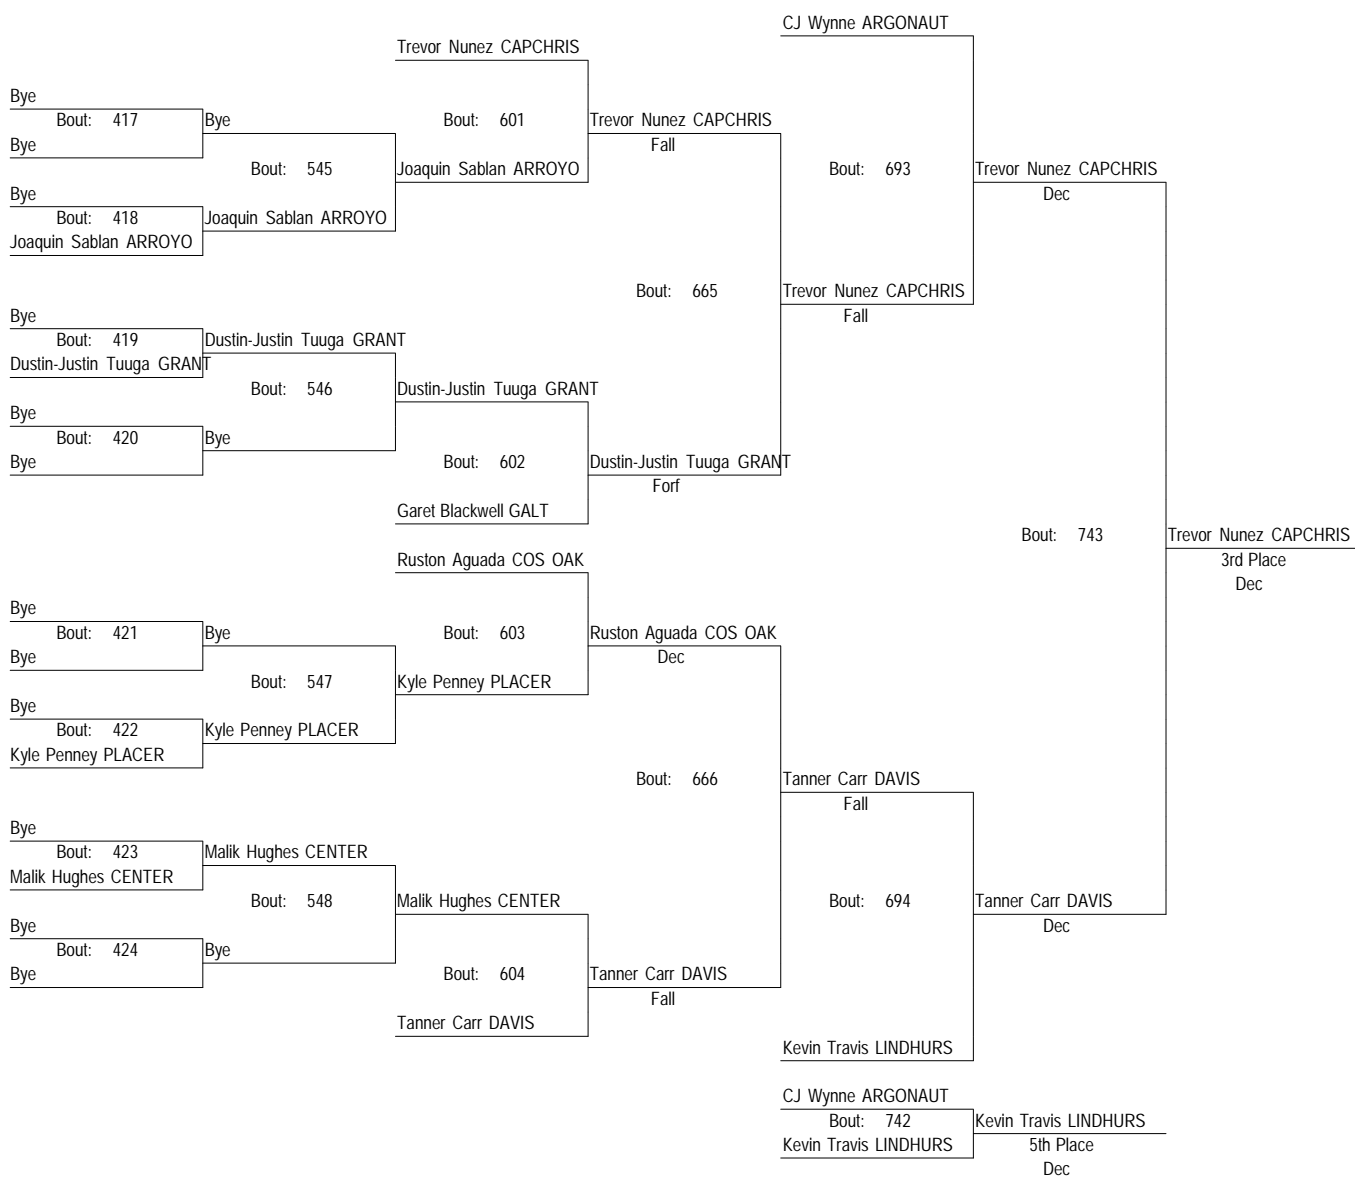 CJ Wynne ARGONAUT
Trevor Nunez CAPCHRIS
Bye
Bout: 417
Bye
Bout: 601
Trevor Nunez CAPCHRIS
Bye
Fall
Bout: 545
Joaquin Sablan ARROYO
Bout: 693
Trevor Nunez CAPCHRIS
Bye
Dec
Bout: 418
Joaquin Sablan ARROYO
Joaquin Sablan ARROYO
Bout: 665
Trevor Nunez CAPCHRIS
Bye
Fall
Bout: 419
Dustin-Justin Tuuga GRANT
Dustin-Justin Tuuga GRANT
Bout: 546
Dustin-Justin Tuuga GRANT
Bye
Bout: 420
Bye
Bye
Bout: 602
Dustin-Justin Tuuga GRANT
Forf
Garet Blackwell GALT
Bout: 743
Trevor Nunez CAPCHRIS
Ruston Aguada COS OAK
3rd Place
Dec
Bye
Bout: 421
Bye
Bout: 603
Ruston Aguada COS OAK
Bye
Dec
Bout: 547
Kyle Penney PLACER
Bye
Bout: 422
Kyle Penney PLACER
Kyle Penney PLACER
Bout: 666
Tanner Carr DAVIS
Fall
Bye
Bout: 423
Malik Hughes CENTER
Malik Hughes CENTER
Bout: 548
Malik Hughes CENTER
Bout: 694
Tanner Carr DAVIS
Bye
Dec
Bout: 424
Bye
Bye
Bout: 604
Tanner Carr DAVIS
Fall
Tanner Carr DAVIS
Kevin Travis LINDHURS
CJ Wynne ARGONAUT
Bout: 742
Kevin Travis LINDHURS
Kevin Travis LINDHURS
5th Place
Dec